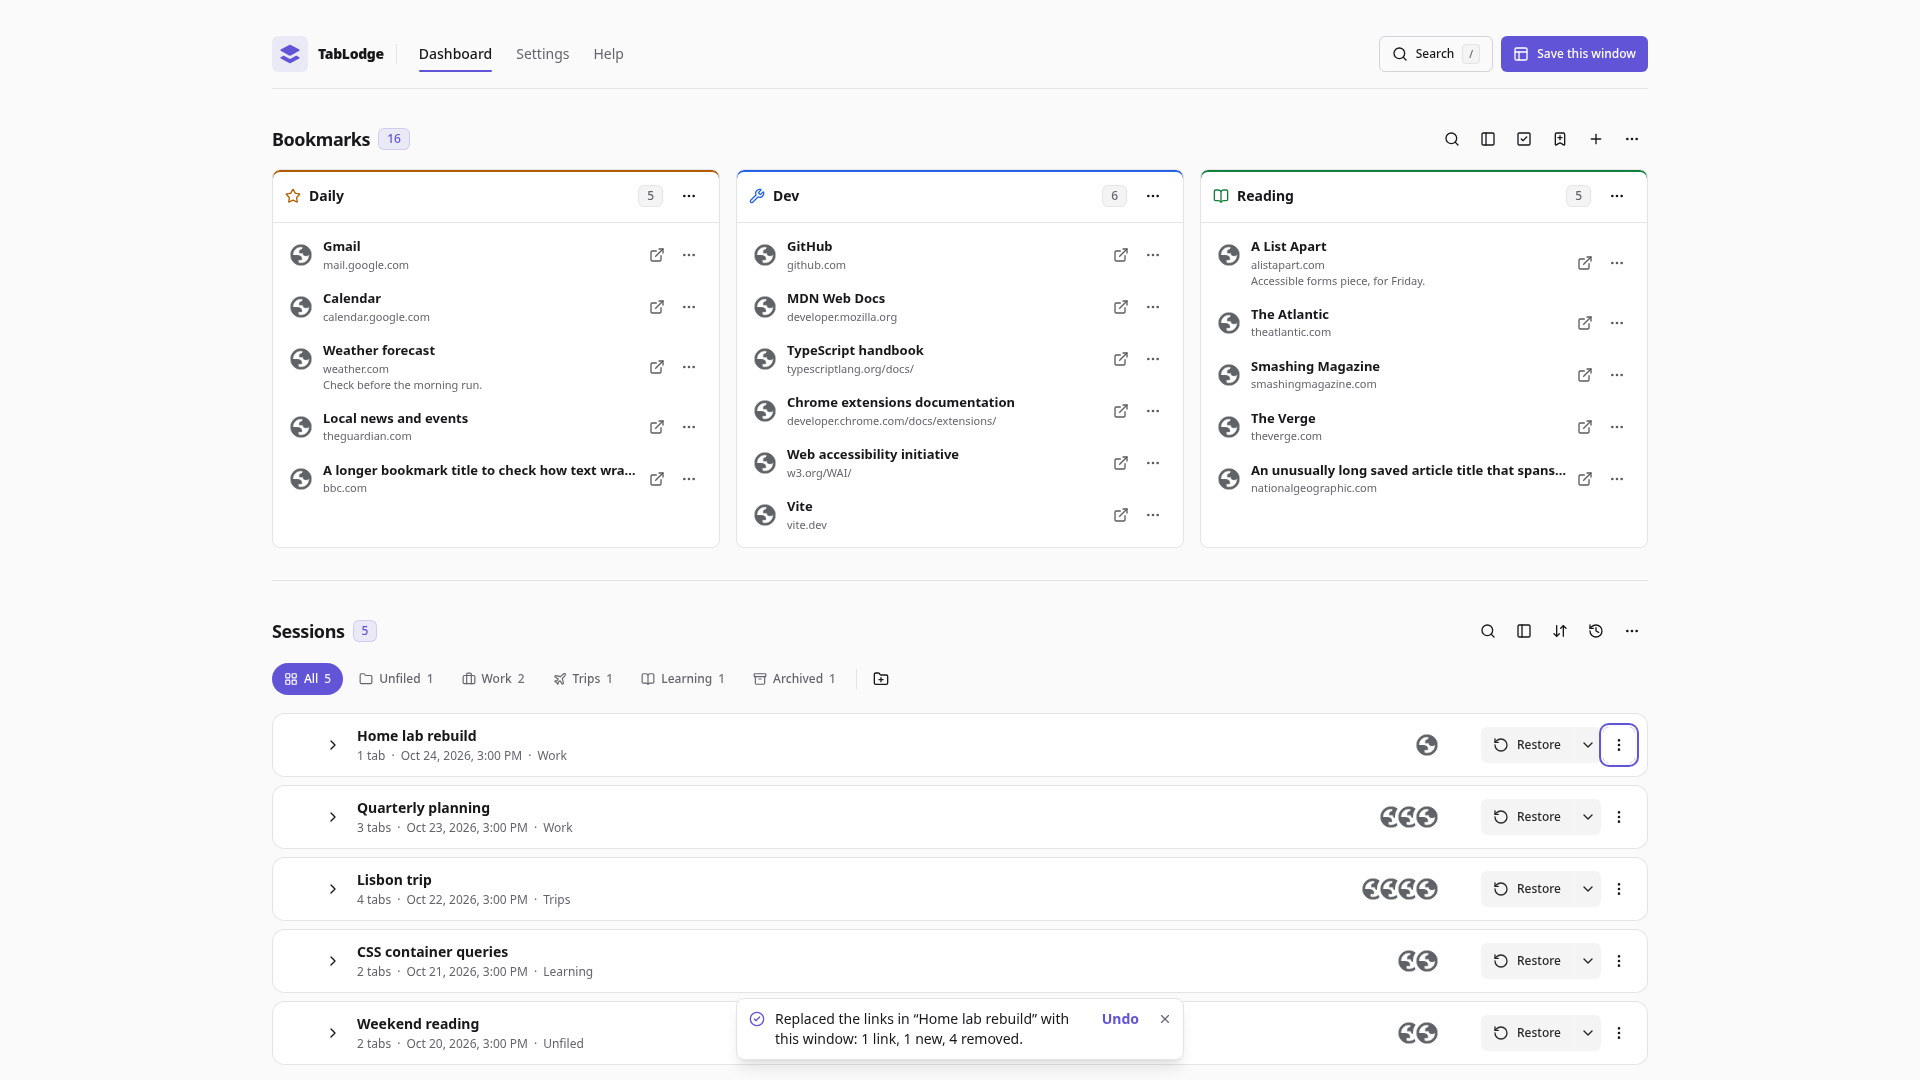 TabLodge
Dashboard
Settings
Help
Search /
Save this window
Bookmarks 16
Daily 5
Gmail
mail.google.com
Calendar
calendar.google.com
Weather forecast
weather.com
Check before the morning run.
Local news and events
theguardian.com
A longer bookmark title to check how text wra...
bbc.com
Dev 6
GitHub
github.com
MDN Web Docs
developer.mozilla.org
TypeScript handbook
typescriptlang.org/docs/
Chrome extensions documentation
developer.chrome.com/docs/extensions/
Web accessibility initiative
w3.org/WAI/
Vite
vite.dev
Reading 5
A List Apart
alistapart.com
Accessible forms piece, for Friday.
The Atlantic
theatlantic.com
Smashing Magazine
smashingmagazine.com
The Verge
theverge.com
An unusually long saved article title that spans...
nationalgeographic.com
Sessions 5
All 5
Unfiled 1
Work 2
Trips 1
Learning 1
Archived 1
Home lab rebuild
1 tab · Oct 24, 2026, 3:00 PM · Work
Restore
Quarterly planning
3 tabs · Oct 23, 2026, 3:00 PM · Work
Restore
Lisbon trip
4 tabs · Oct 22, 2026, 3:00 PM · Trips
Restore
CSS container queries
2 tabs · Oct 21, 2026, 3:00 PM · Learning
Restore
Weekend reading
2 tabs · Oct 20, 2026, 3:00 PM · Unfiled
Restore
Replaced the links in “Home lab rebuild” with
this window: 1 link, 1 new, 4 removed.
Undo